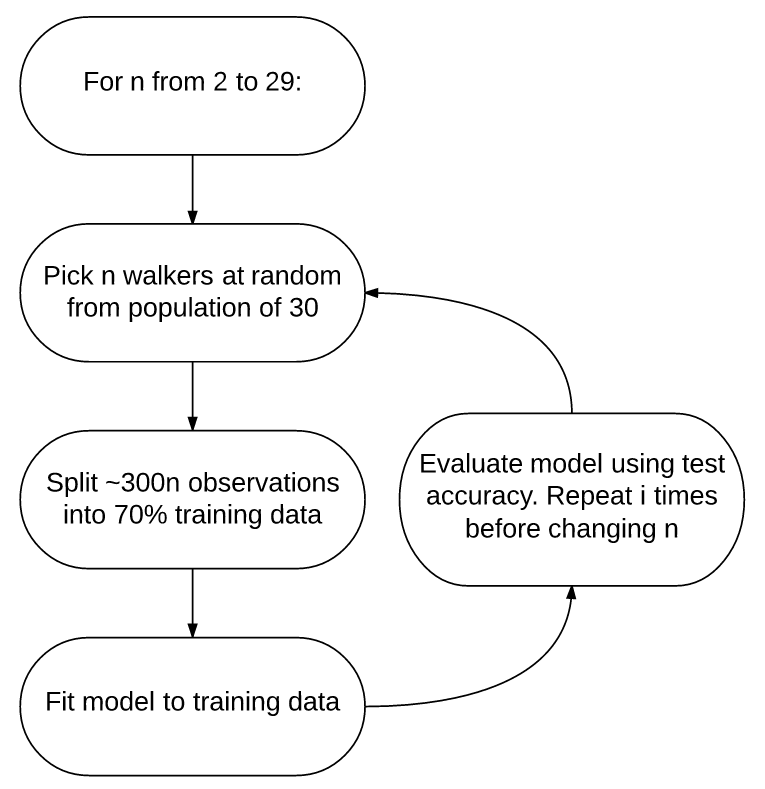 For n from 2 to 29:
Pick n walkers at random
from population of 30
Split ~300n observations
into 70% training data
Fit model to training data
Evaluate model using test
accuracy. Repeat i times
before changing n